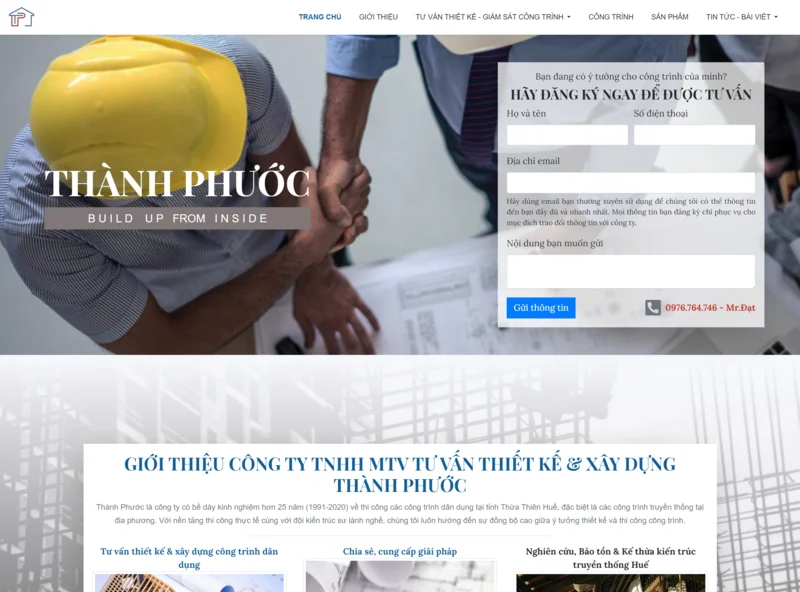 TRANG CHỦ GIỚI THIỆU TƯ VẤN THIẾT KẾ - GIÁM SÁT CÔNG TRÌNH CÔNG TRÌNH SẢN PHẨM TIN TỨC - BÀI VIẾT
THÀNH PHƯỚC
BUILD UP FROM INSIDE
Bạn đang có ý tưởng cho công trình của mình?
HÃY ĐĂNG KÝ NGAY ĐỂ ĐƯỢC TƯ VẤN
Họ và tên Số điện thoại
Địa chỉ email
Hãy dùng email bạn thường xuyên sử dụng để chúng tôi có thể thông tin
đến bạn đầy đủ và nhanh nhất. Mọi thông tin bạn đăng ký chỉ phục vụ cho
mục đích trao đổi thông tin với công ty.
Nội dung bạn muốn gửi
Gửi thông tin 0976.764.746 - Mr.Đạt
GIỚI THIỆU CÔNG TY TNHH MTV TƯ VẤN THIẾT KẾ & XÂY DỰNG
THÀNH PHƯỚC
Thành Phước là công ty có bề dày kinh nghiệm hơn 25 năm (1991-2020) về thi công các công trình dân dụng tại tỉnh Thừa Thiên Huế, đặc biệt là các công trình truyền thống tại
địa phương. Với nền tảng thi công thực tế cùng với đội kiến trúc sư lành nghề, chúng tôi luôn hướng đến sự đồng bộ cao giữa ý tưởng thiết kế và thi công công trình.
Tư vấn thiết kế & xây dựng công trình dân
dụng
Chia sẻ, cung cấp giải pháp
Nghiên cứu, Bảo tồn & Kế thừa kiến trúc
truyền thống Huế